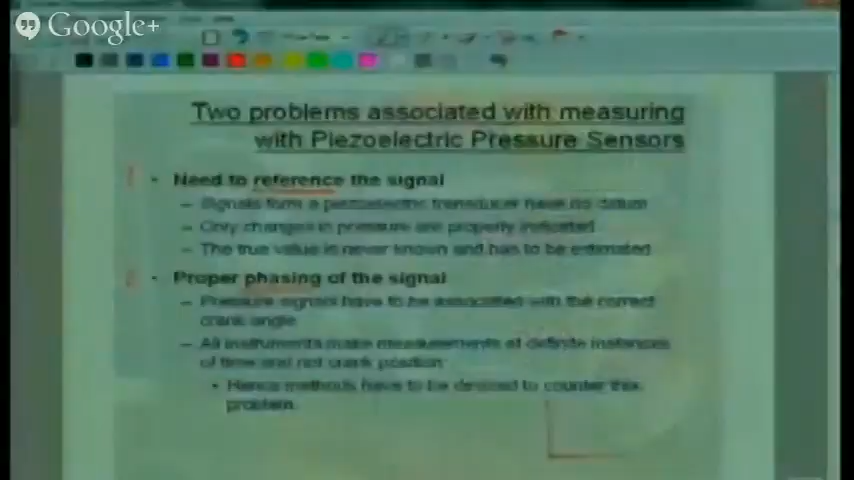 Google+
Two problems associated with measuring
with Piezoelectric Pressure Sensors
1 • Need to reference the signal
– Signals form a piezoelectric transducer have no datum
– Only changes in pressure are properly indicated
– The true value is never known and has to be estimated
2 • Proper phasing of the signal
– Pressure signals have to be associated with the correct
crank angle
– All instruments make measurements at definite instances
of time and not crank position
• Hence methods have to be devised to counter this
problem.